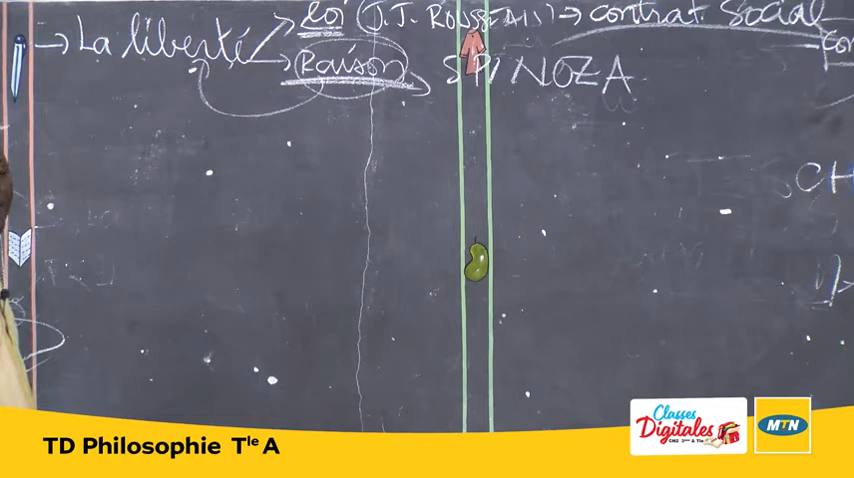 → La liberté → loi (J.J. ROUSSEAU) → contrat Social
→ Raison → SPINOZA
TD Philosophie Tle A
Classes
Digitales
MTN